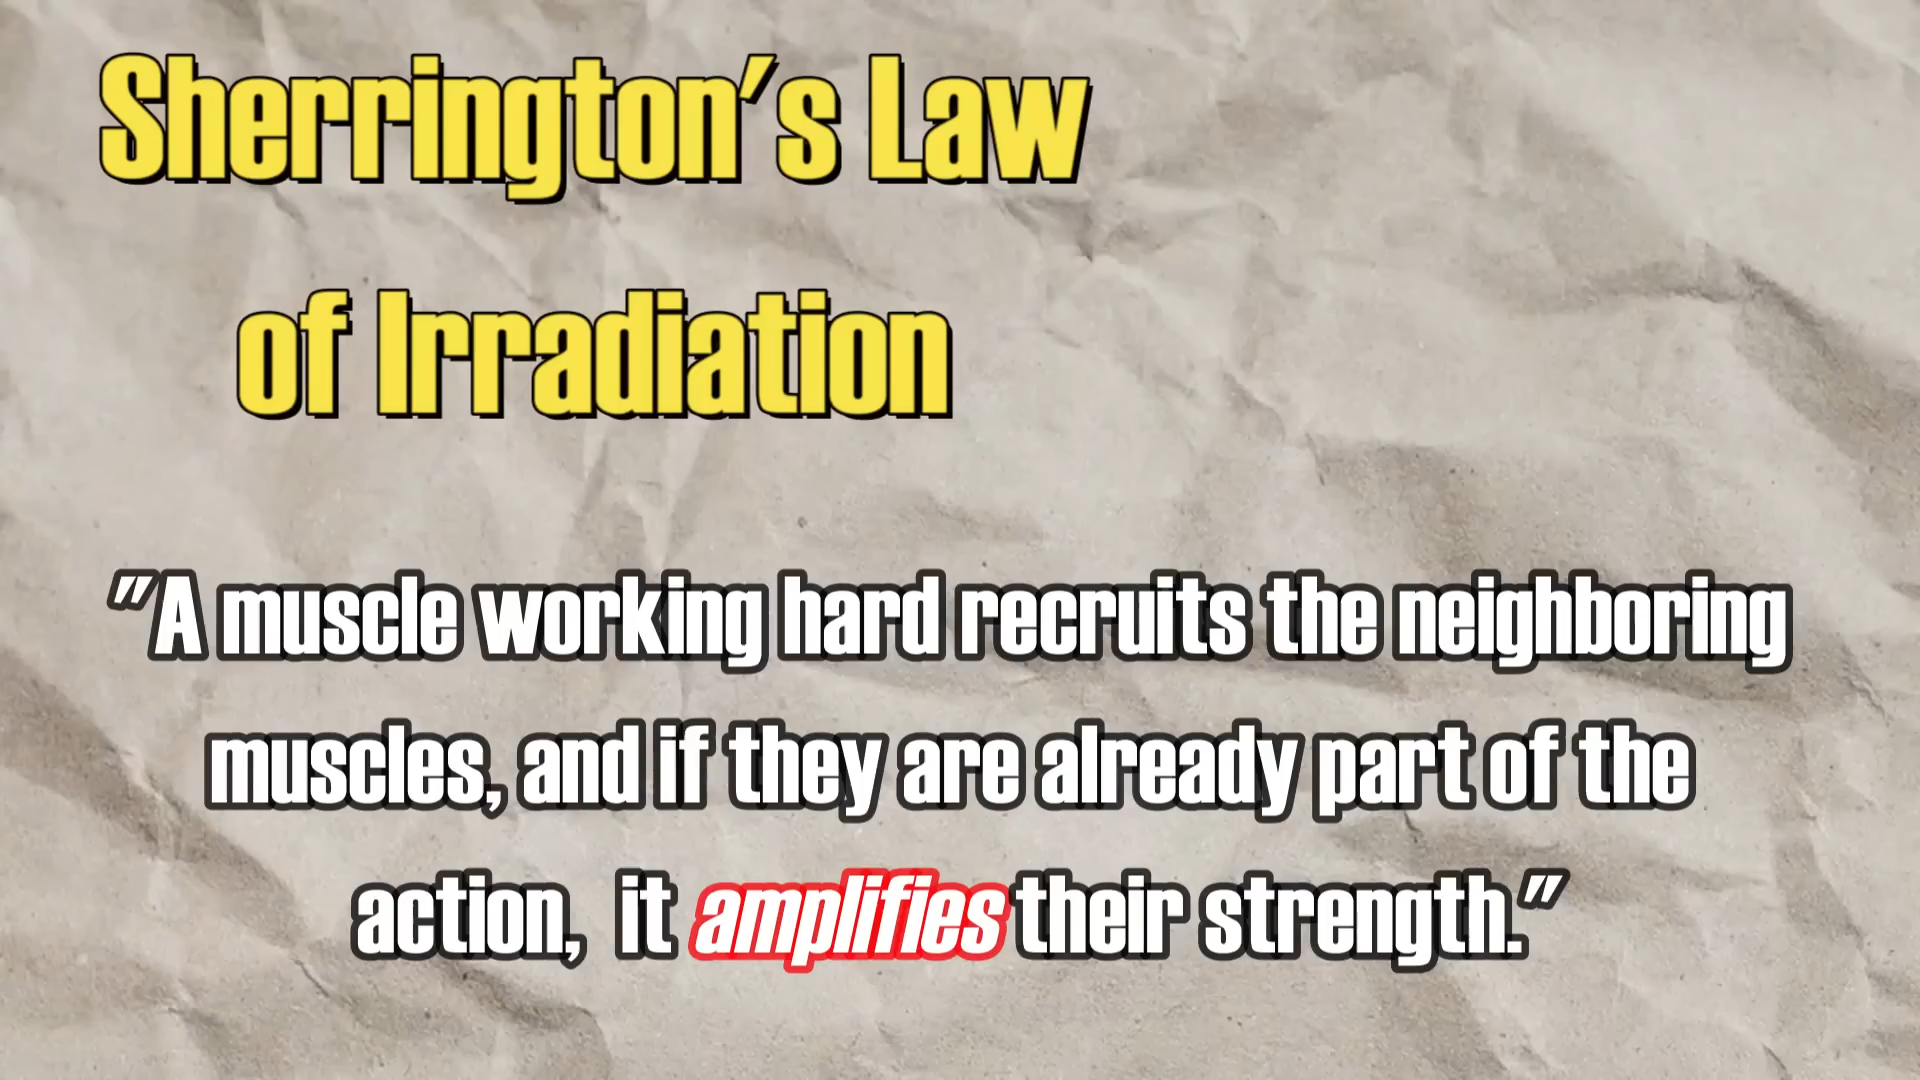 Sherrington's Law
of Irradiation
"A muscle working hard recruits the neighboring
muscles, and if they are already part of the
action, it amplifies their strength."